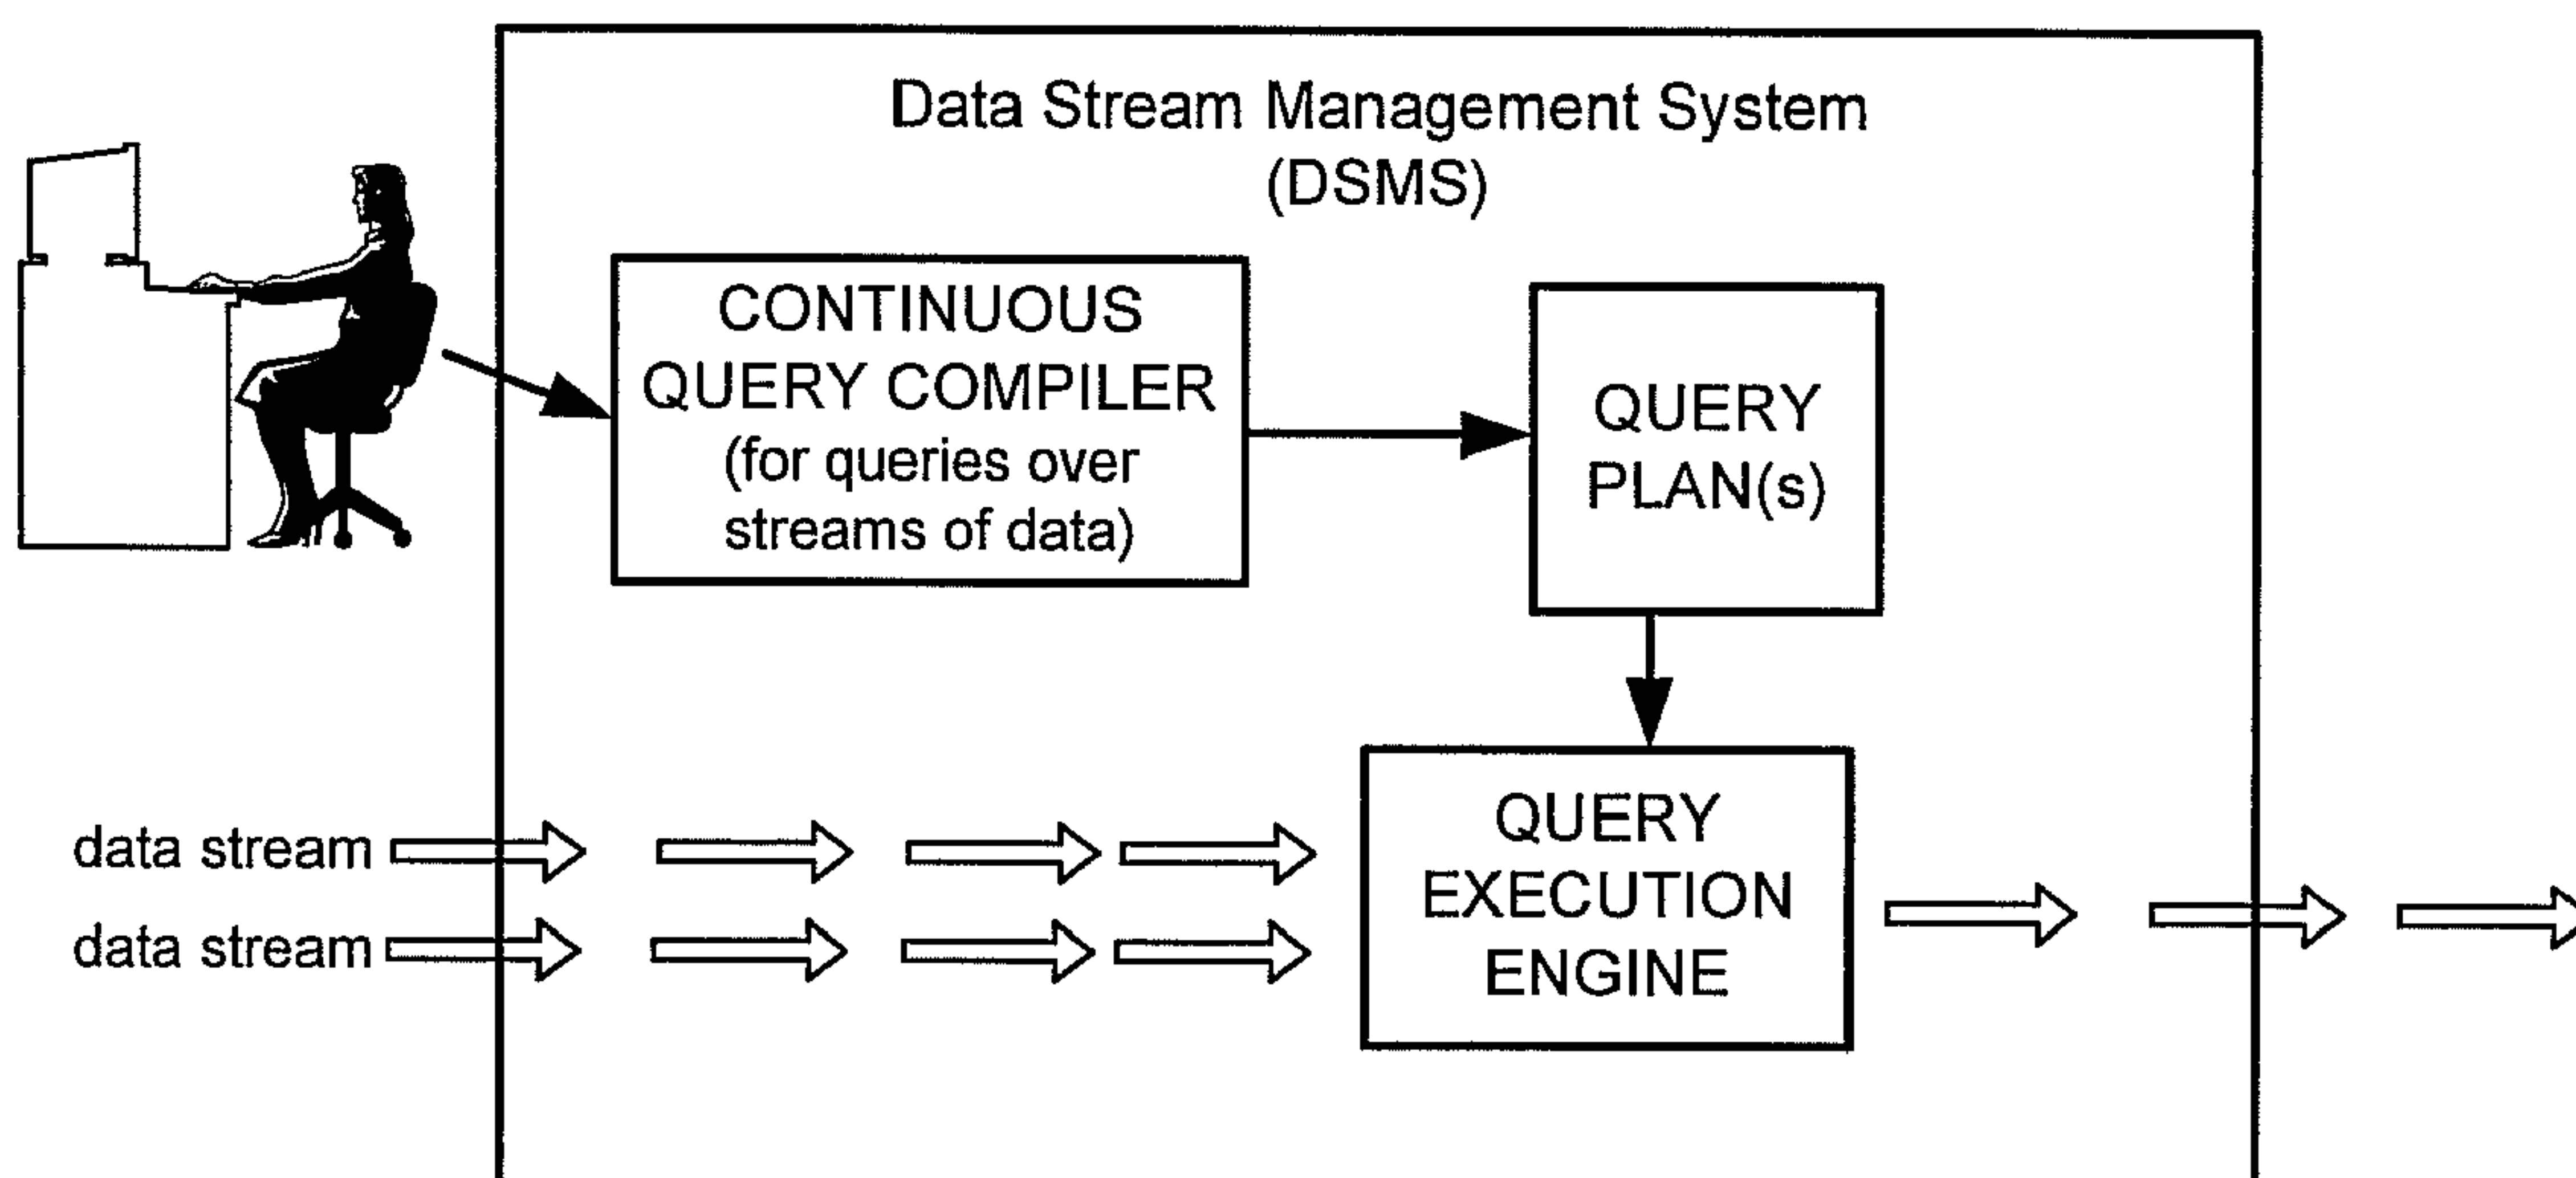 Data Stream Management System
(DSMS)
CONTINUOUS
QUERY COMPILER
(for queries over
streams of data)
QUERY
PLAN(s)
data stream
data stream
QUERY
EXECUTION
ENGINE